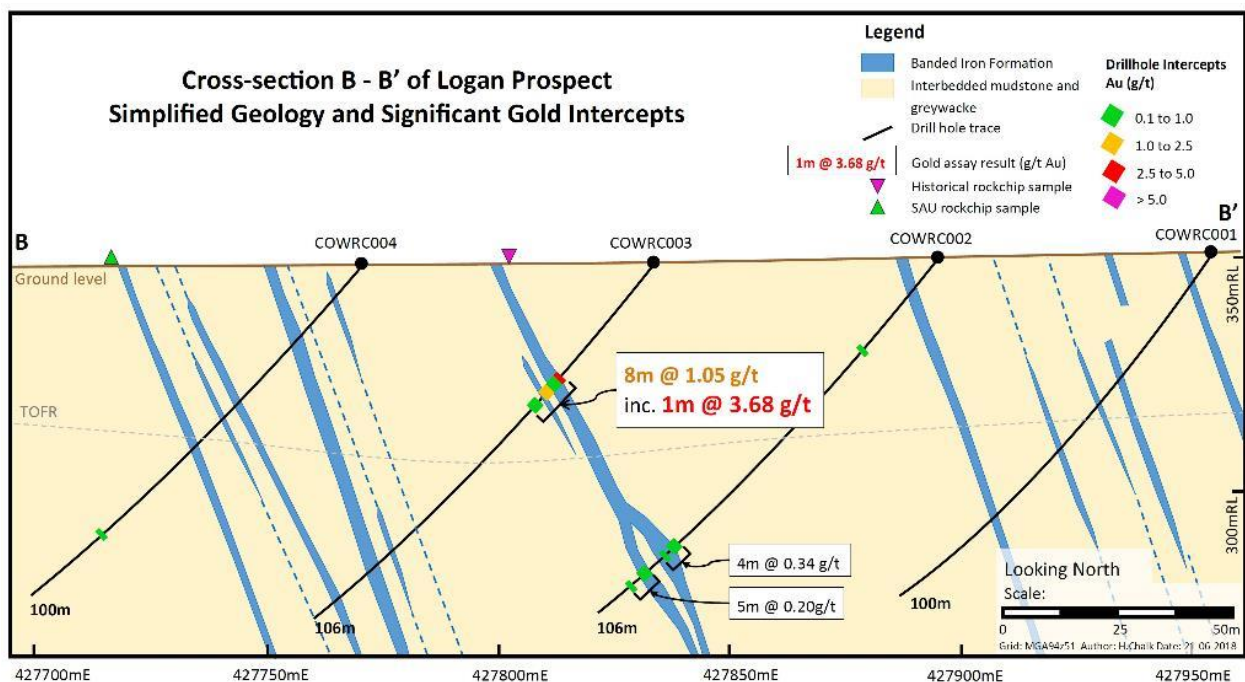 Cross-section B - B' of Logan Prospect
Simplified Geology and Significant Gold Intercepts
Legend
Banded Iron Formation
Interbedded mudstone and
greywacke
Drill hole trace
1m @ 3.68 g/t
Gold assay result (g/t Au)
Historical rockchip sample
SAU rockchip sample
Drillhole Intercepts
Au (g/t)
0.1 to 1.0
1.0 to 2.5
2.5 to 5.0
> 5.0
B
B'
COWRC004
COWRC003
COWRC002
COWRC001
Ground level
350mRL
8m @ 1.05 g/t
inc. 1m @ 3.68 g/t
TOFR
300mRL
4m @ 0.34 g/t
5m @ 0.20g/t
100m
106m
106m
100m
Looking North
Scale:
0 25 50m
Grid: MGA94z51 Author: H.Chalk Date: 21-06-2018
427700mE 427750mE 427800mE 427850mE 427900mE 427950mE